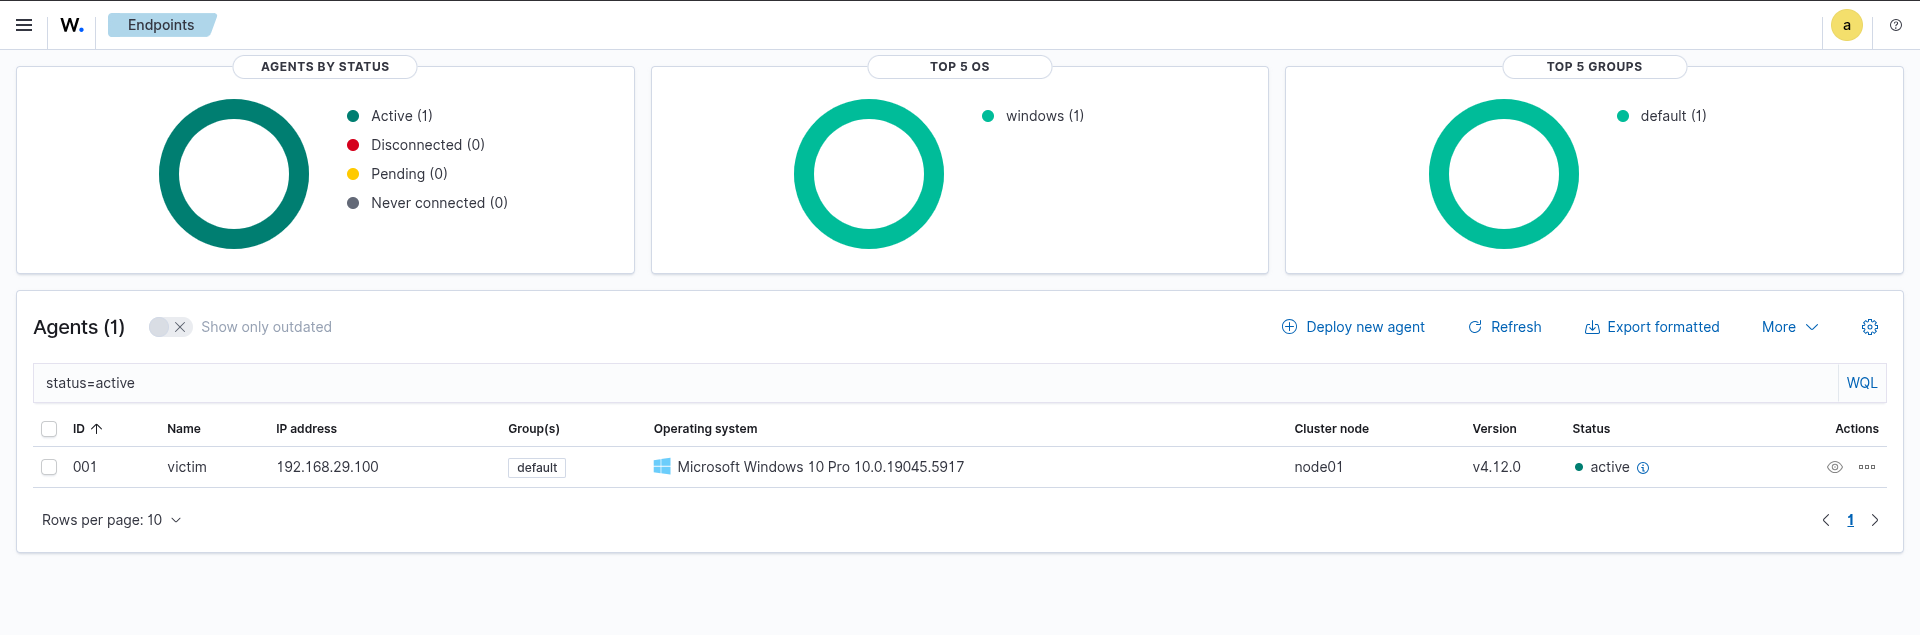 W. Endpoints a
AGENTS BY STATUS
Active (1)
Disconnected (0)
Pending (0)
Never connected (0)
TOP 5 OS
windows (1)
TOP 5 GROUPS
default (1)
Agents (1) Show only outdated Deploy new agent Refresh Export formatted More
status=active WQL
ID Name IP address Group(s) Operating system Cluster node Version Status Actions
001 victim 192.168.29.100 default Microsoft Windows 10 Pro 10.0.19045.5917 node01 v4.12.0 active
Rows per page: 10 1